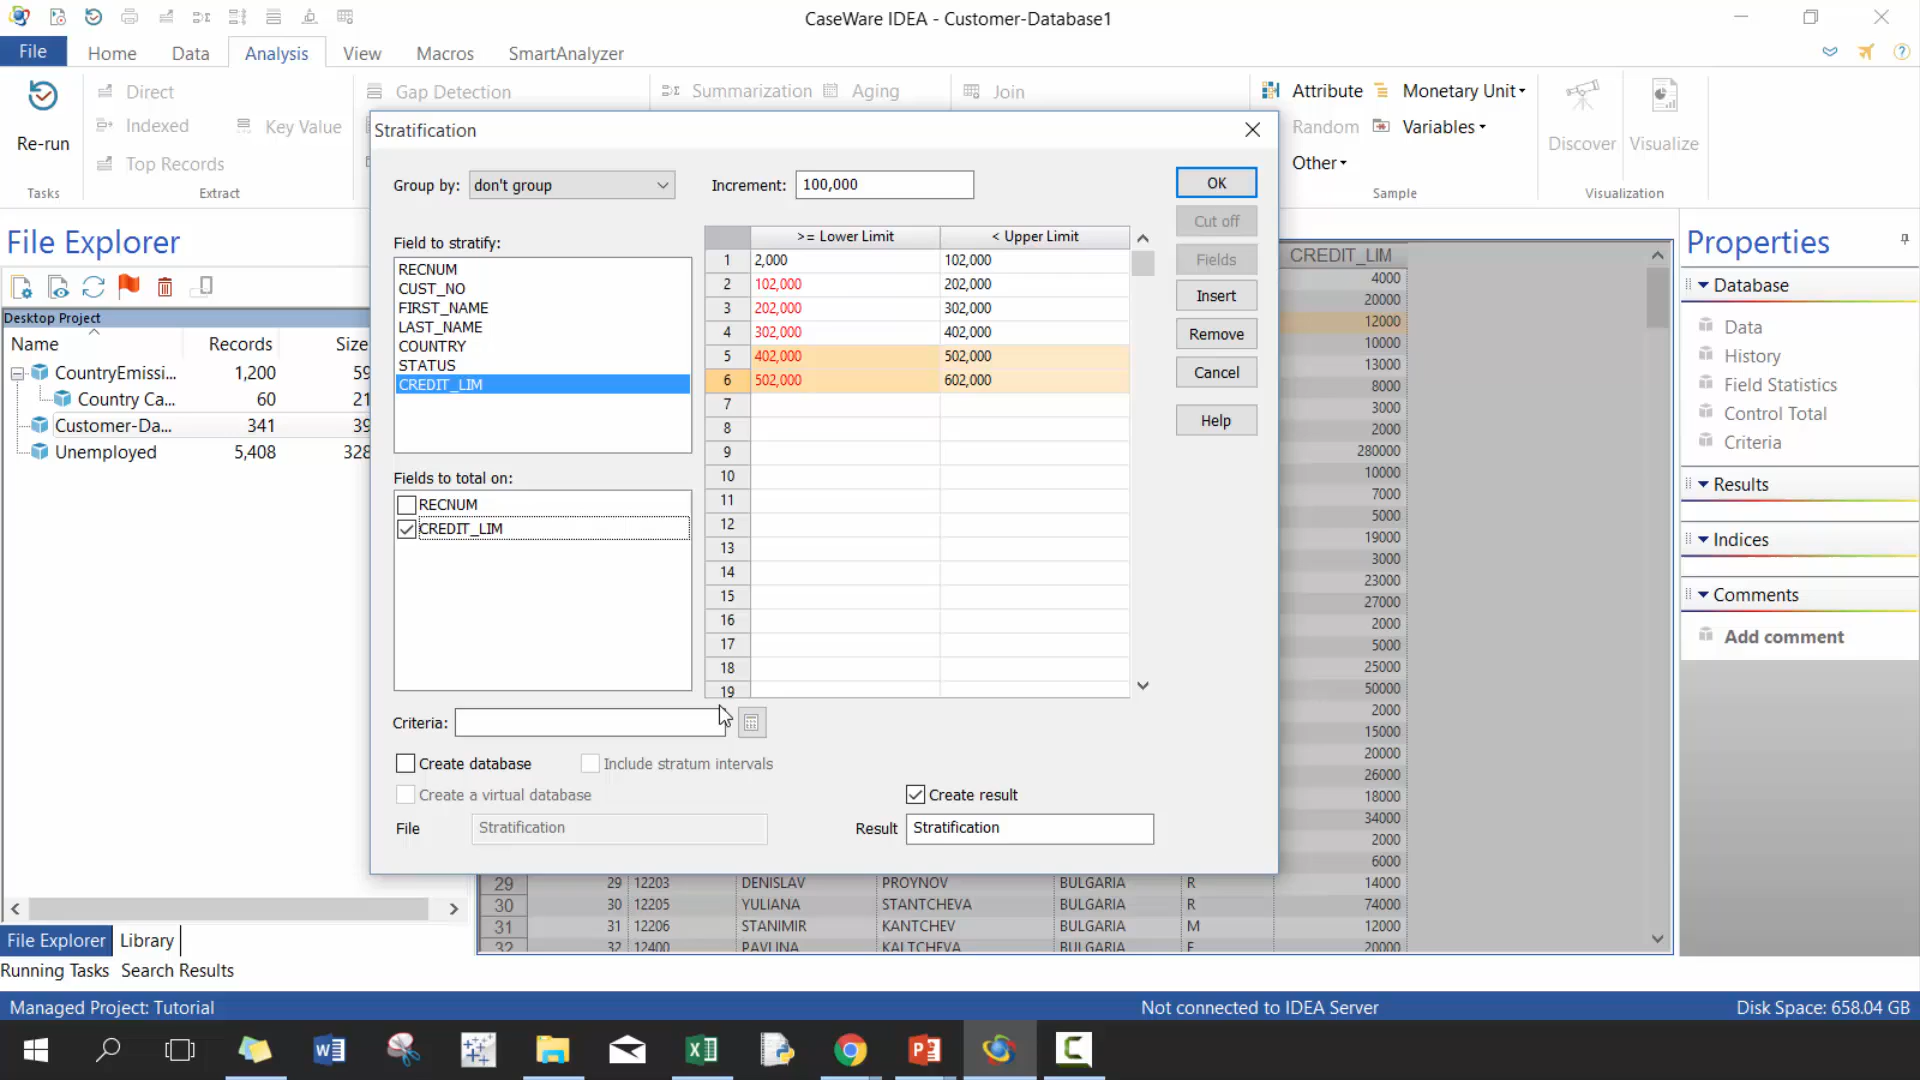 CaseWare IDEA - Customer-Database1
File Home Data Analysis View Macros SmartAnalyzer
Re-run
Tasks
Direct
Indexed
Key Value
Top Records
Extract
Gap Detection
Summarization
Aging
Join
Attribute
Monetary Unit
Random
Variables
Other
Sample
Discover
Visualize
Visualization
File Explorer
Desktop Project
Name Records Size
CountryEmissi... 1,200 59
Country Ca... 60 21
Customer-Da... 341 39
Unemployed 5,408 328
File Explorer Library
Running Tasks Search Results
Stratification
Group by: don't group
Increment: 100,000
Field to stratify:
RECNUM
CUST_NO
FIRST_NAME
LAST_NAME
COUNTRY
STATUS
CREDIT_LIM
Fields to total on:
RECNUM
CREDIT_LIM
>= Lower Limit < Upper Limit
1 2,000 102,000
2 102,000 202,000
3 202,000 302,000
4 302,000 402,000
5 402,000 502,000
6 502,000 602,000
7
8
9
10
11
12
13
14
15
16
17
18
19
OK
Cut off
Fields
Insert
Remove
Cancel
Help
Criteria:
Create database
Include stratum intervals
Create a virtual database
Create result
File Stratification
Result Stratification
CREDIT_LIM
4000
20000
12000
10000
13000
8000
3000
2000
280000
10000
7000
5000
19000
3000
23000
27000
2000
5000
25000
50000
2000
15000
20000
26000
18000
34000
2000
6000
29 29 12203 DENISLAV PROYNOV BULGARIA R 14000
30 30 12205 YULIANA STANTCHEVA BULGARIA R 74000
31 31 12206 STANIMIR KANTCHEV BULGARIA M 12000
32 32 12400 PAVLINA KALTCHEVA BULGARIA F 20000
Properties
Database
Data
History
Field Statistics
Control Total
Criteria
Results
Indices
Comments
Add comment
Managed Project: Tutorial
Not connected to IDEA Server
Disk Space: 658.04 GB